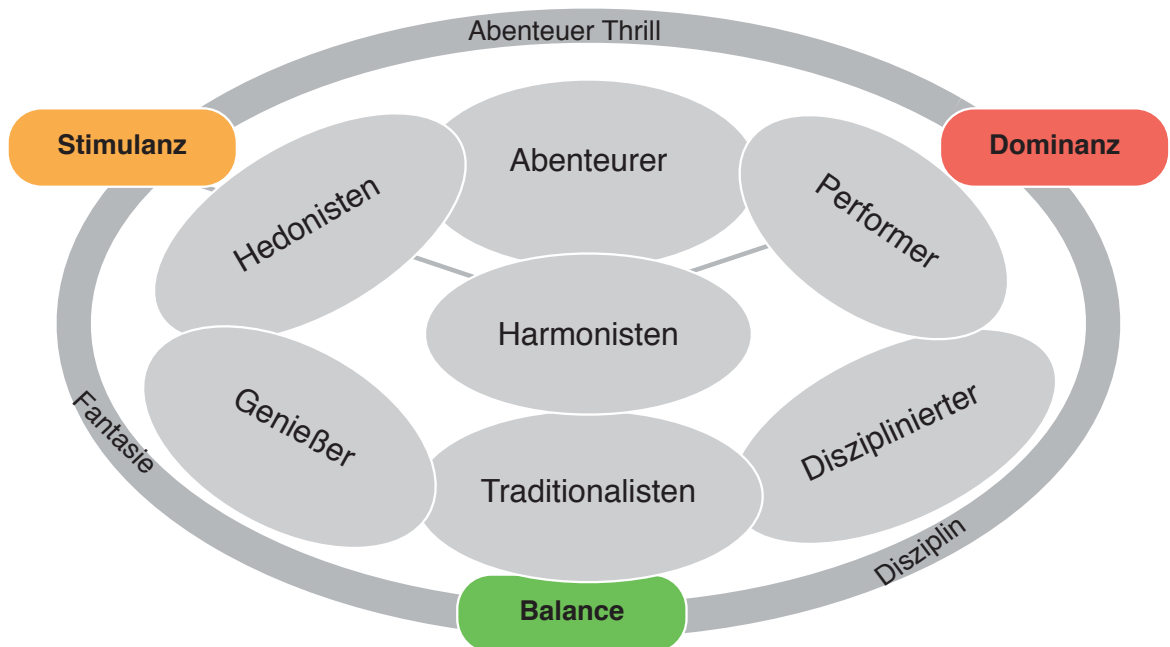 Abenteuer Thrill
Stimulanz
Dominanz
Abenteurer
Hedonisten
Performer
Harmonisten
Genießer
Disziplinierter
Fantasie
Traditionalisten
Disziplin
Balance